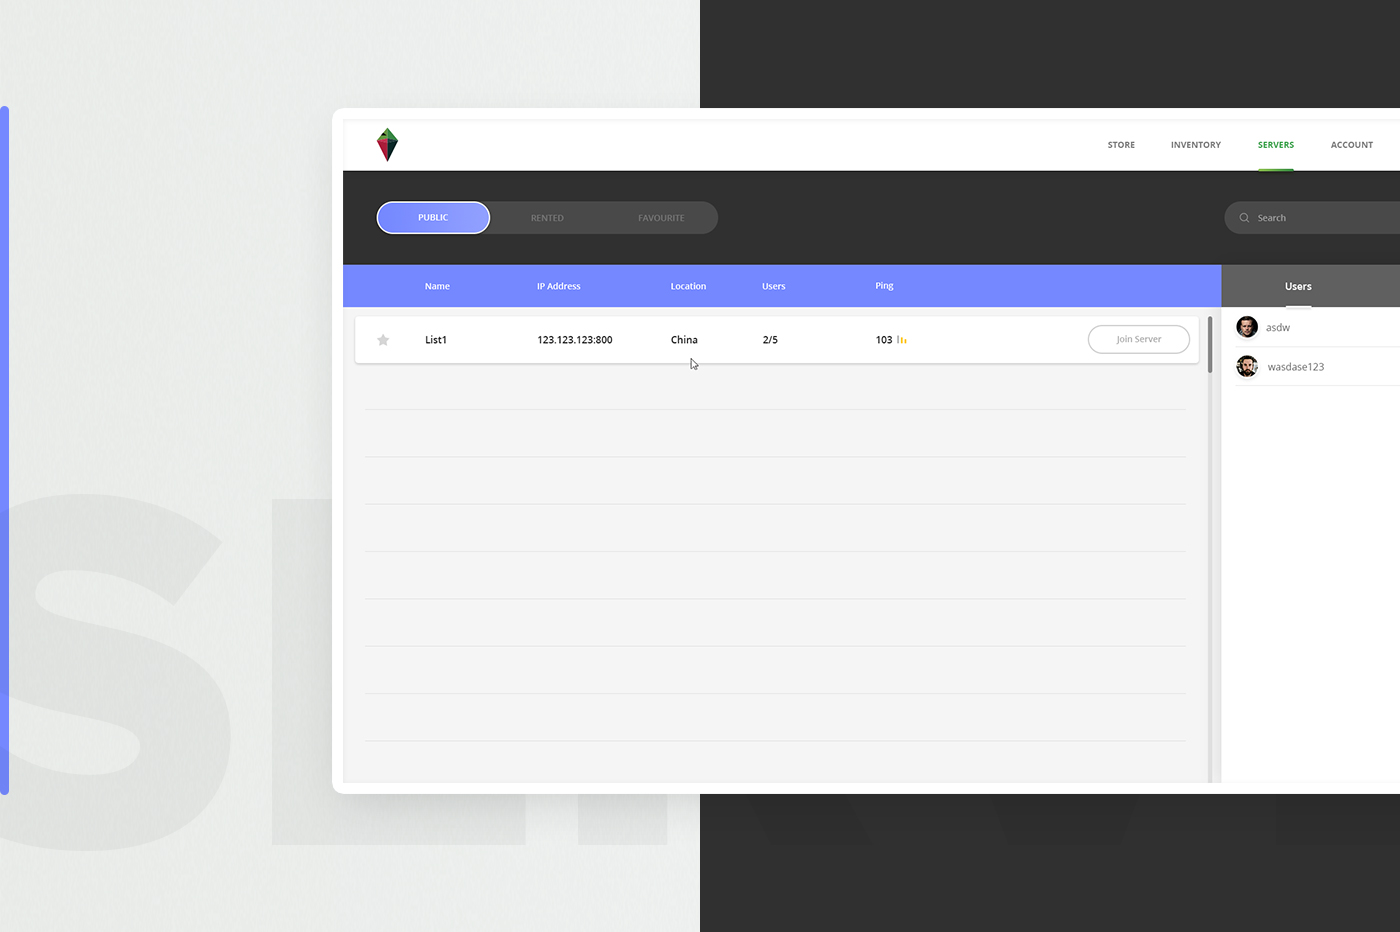 STORE INVENTORY SERVERS ACCOUNT
PUBLIC RENTED FAVOURITE Search
Name IP Address Location Users Ping Users
List1 123.123.123:800 China 2/5 103 Join Server asdw
wasdase123
SERV